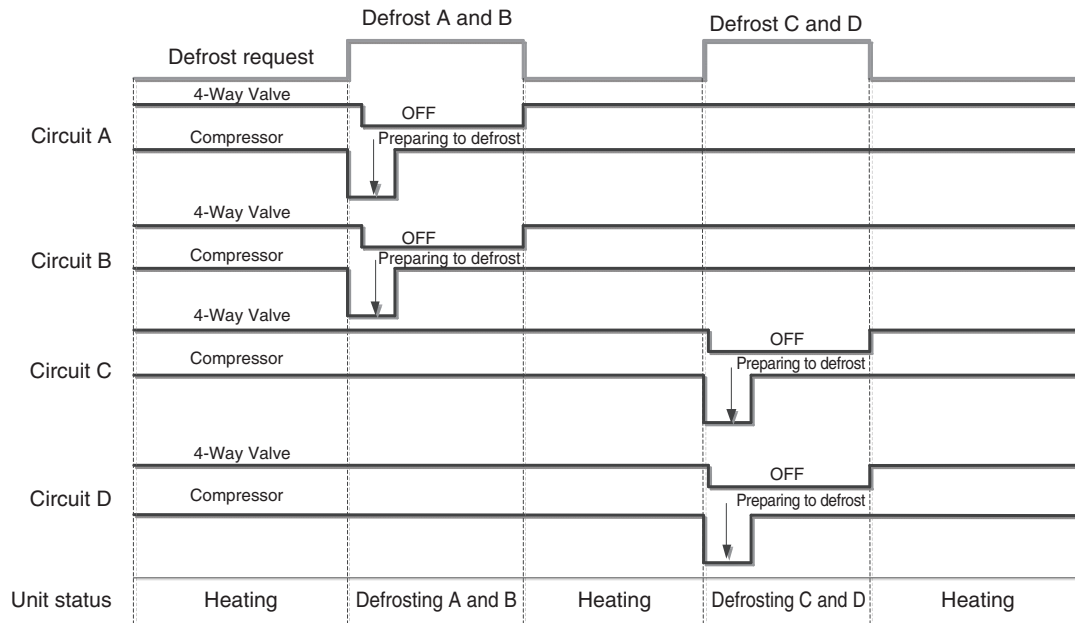 Defrost A and B
Defrost C and D
Defrost request
4-Way Valve
OFF
Circuit A
Compressor
Preparing to defrost
4-Way Valve
OFF
Circuit B
Compressor
Preparing to defrost
4-Way Valve
OFF
Circuit C
Compressor
Preparing to defrost
4-Way Valve
OFF
Circuit D
Compressor
Preparing to defrost
Unit status
Heating
Defrosting A and B
Heating
Defrosting C and D
Heating